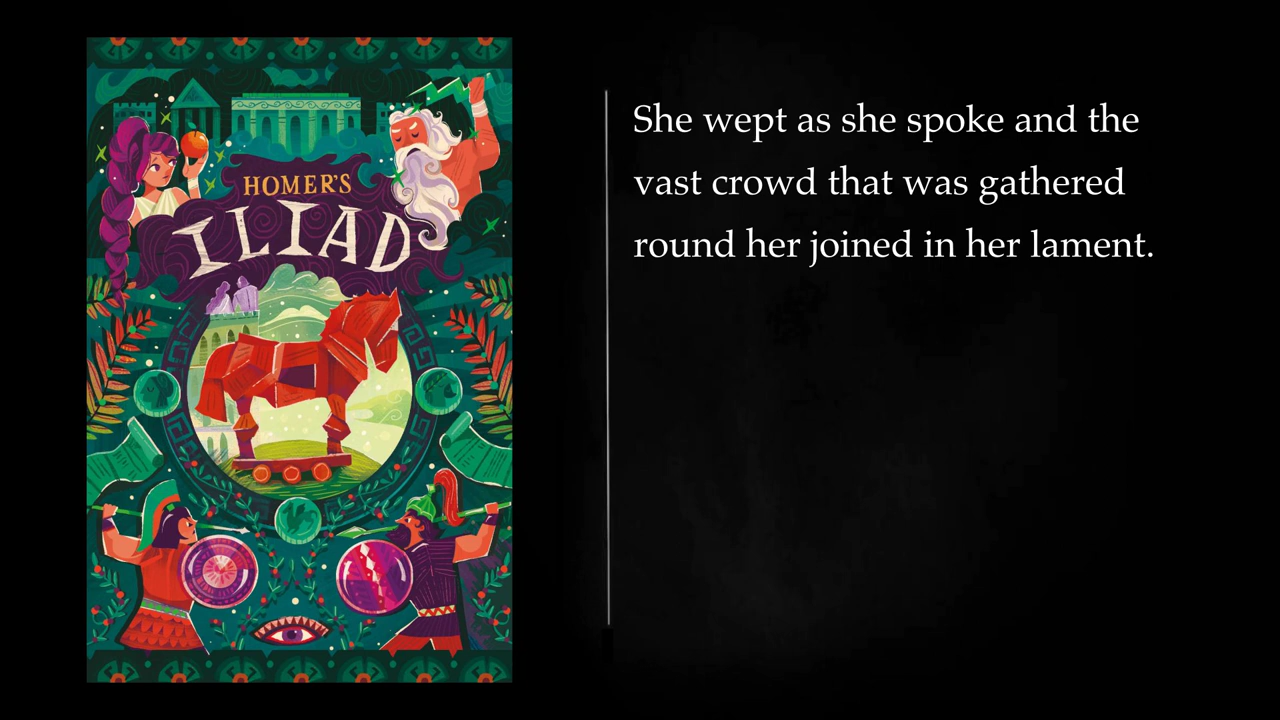 HOMER'S
ILIAD
She wept as she spoke and the
vast crowd that was gathered
round her joined in her lament.